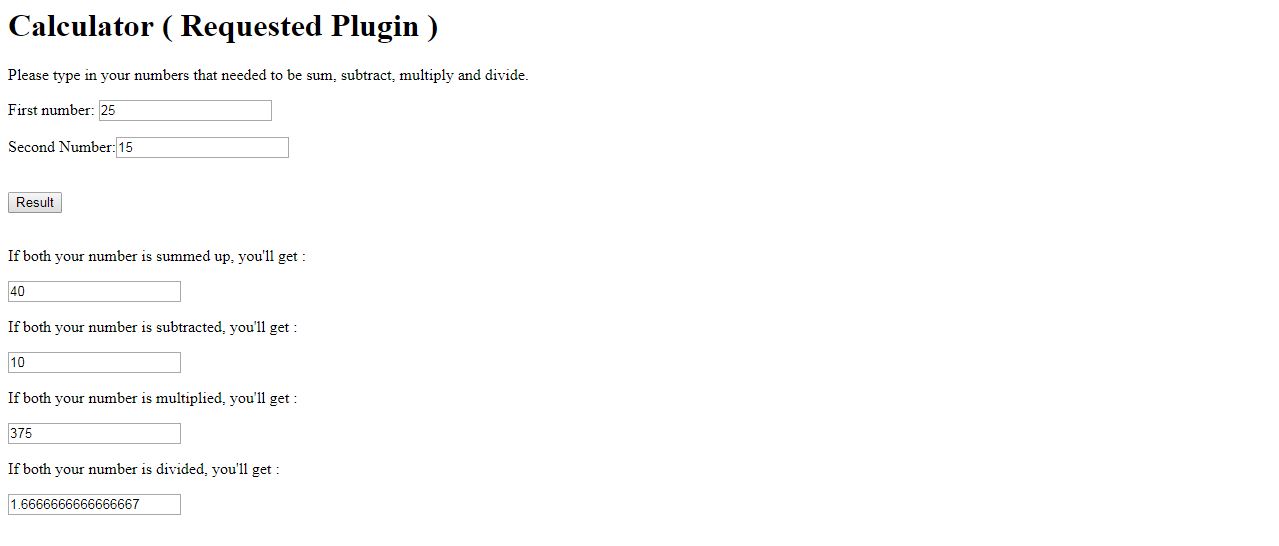 Calculator ( Requested Plugin )
Please type in your numbers that needed to be sum, subtract, multiply and divide.
First number: 25
Second Number: 15
Result
If both your number is summed up, you'll get :
40
If both your number is subtracted, you'll get :
10
If both your number is multiplied, you'll get :
375
If both your number is divided, you'll get :
1.6666666666666667